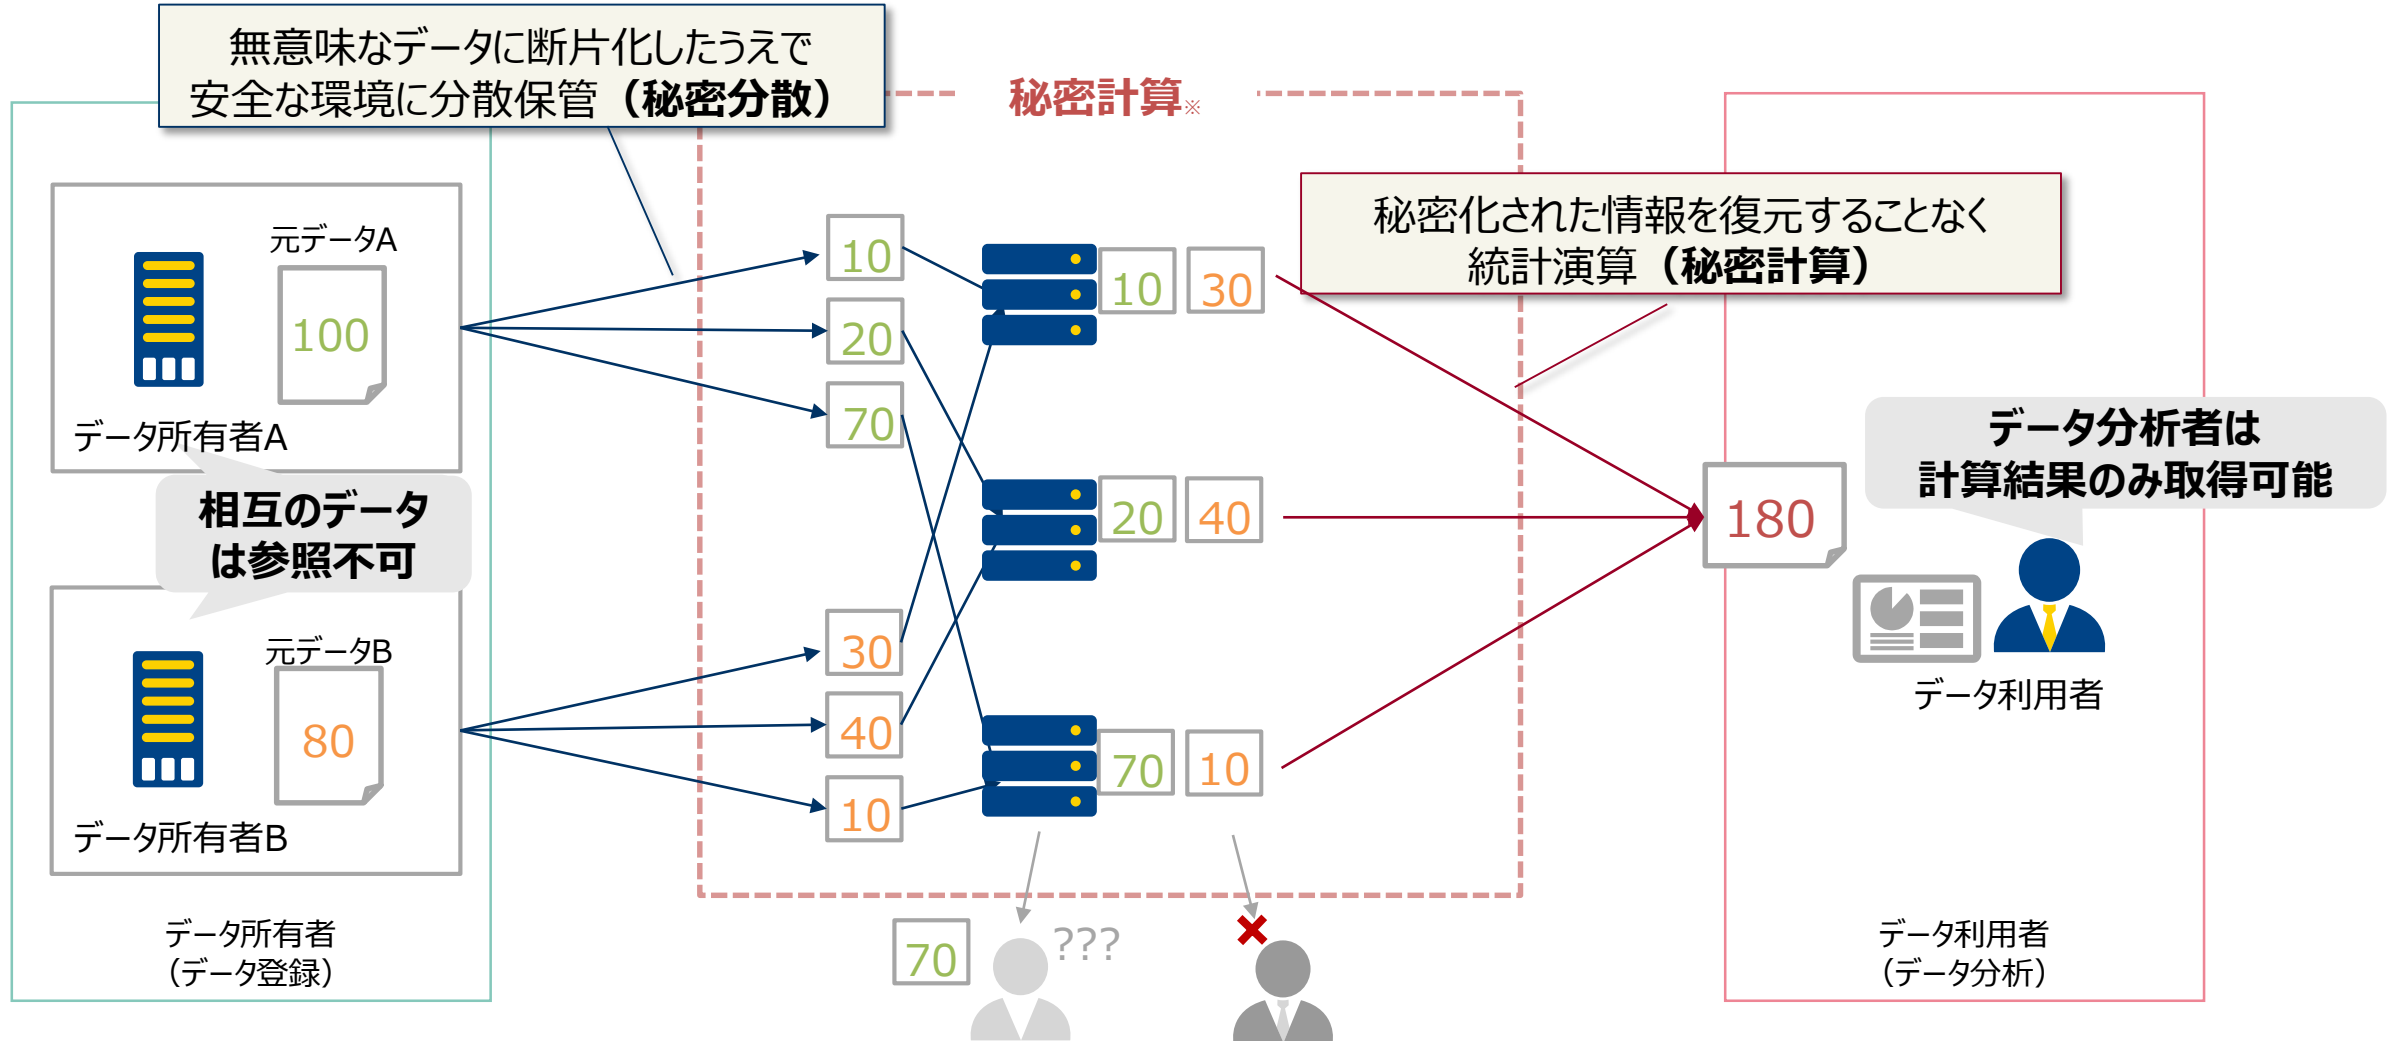 無意味なデータに断片化したうえで
安全な環境に分散保管（秘密分散）
秘密計算※
秘密化された情報を復元することなく
統計演算（秘密計算）
元データA
100
データ所有者A
相互のデータ
は参照不可
元データB
80
データ所有者B
データ所有者
（データ登録）
10
20
70
30
40
10
10 30
20 40
70 10
70
???
180
データ分析者は
計算結果のみ取得可能
データ利用者
データ利用者
（データ分析）